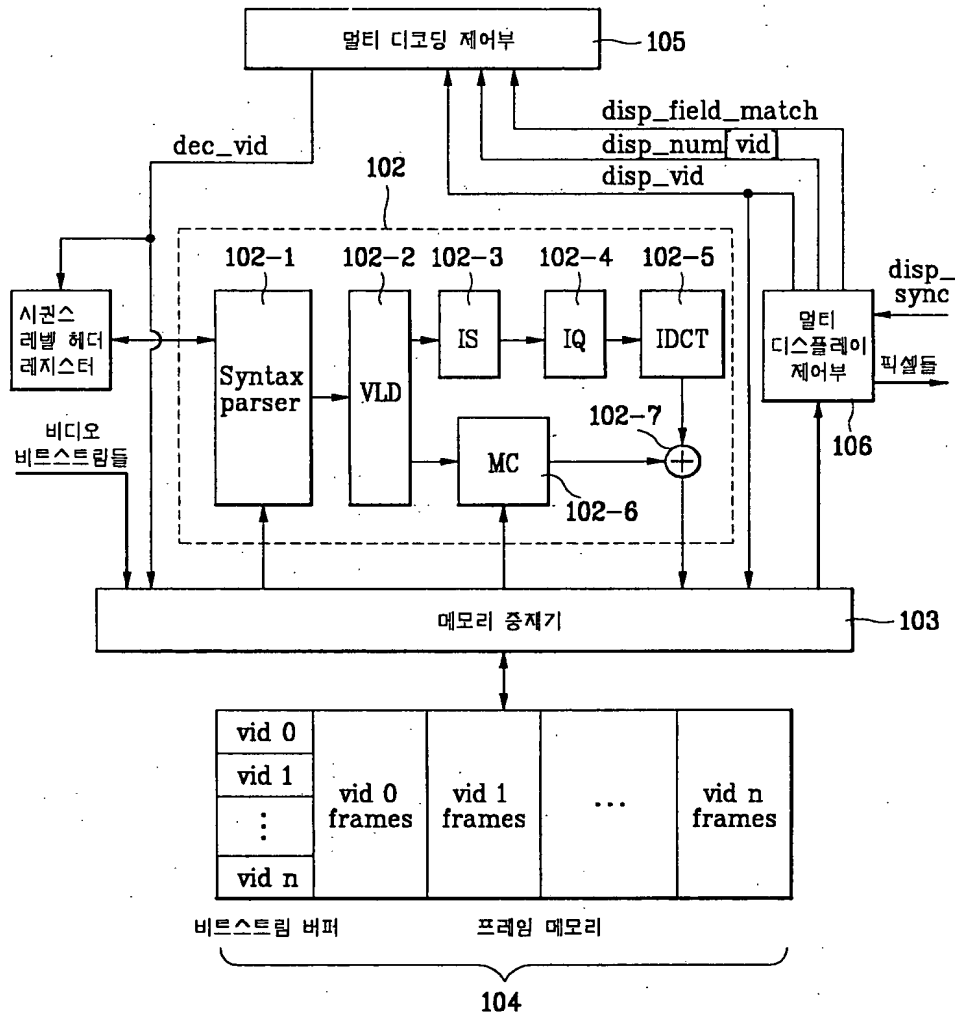 멀티 디코딩 제어부
105
disp_field_match
disp_num vid
disp_vid
dec_vid
102
102-1
102-2
102-3
102-4
102-5
disp_
sync
시퀀스
레벨 헤더
레지스터
Syntax
parser
VLD
IS
IQ
IDCT
멀티
디스플레이
제어부
픽셀들
106
비디오
비트스트림들
MC
102-6
102-7
메모리 중재기
103
vid 0
vid 1
⋮
vid n
vid 0
frames
vid 1
frames
...
vid n
frames
비트스트림 버퍼
프레임 메모리
104